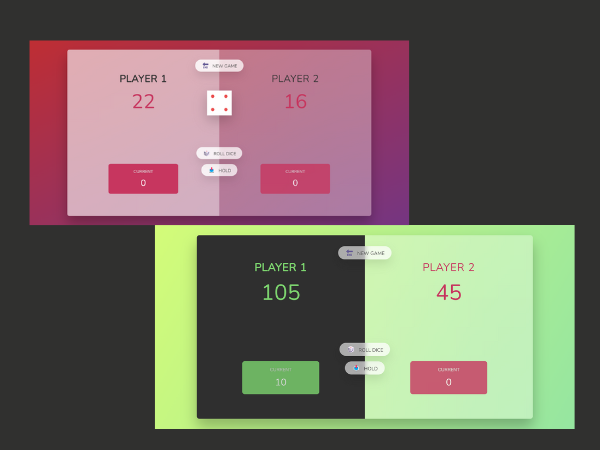 NEW GAME
PLAYER 1
PLAYER 2
22
16
ROLL DICE
HOLD
CURRENT
0
CURRENT
0
NEW GAME
PLAYER 1
PLAYER 2
105
45
ROLL DICE
HOLD
CURRENT
10
CURRENT
0